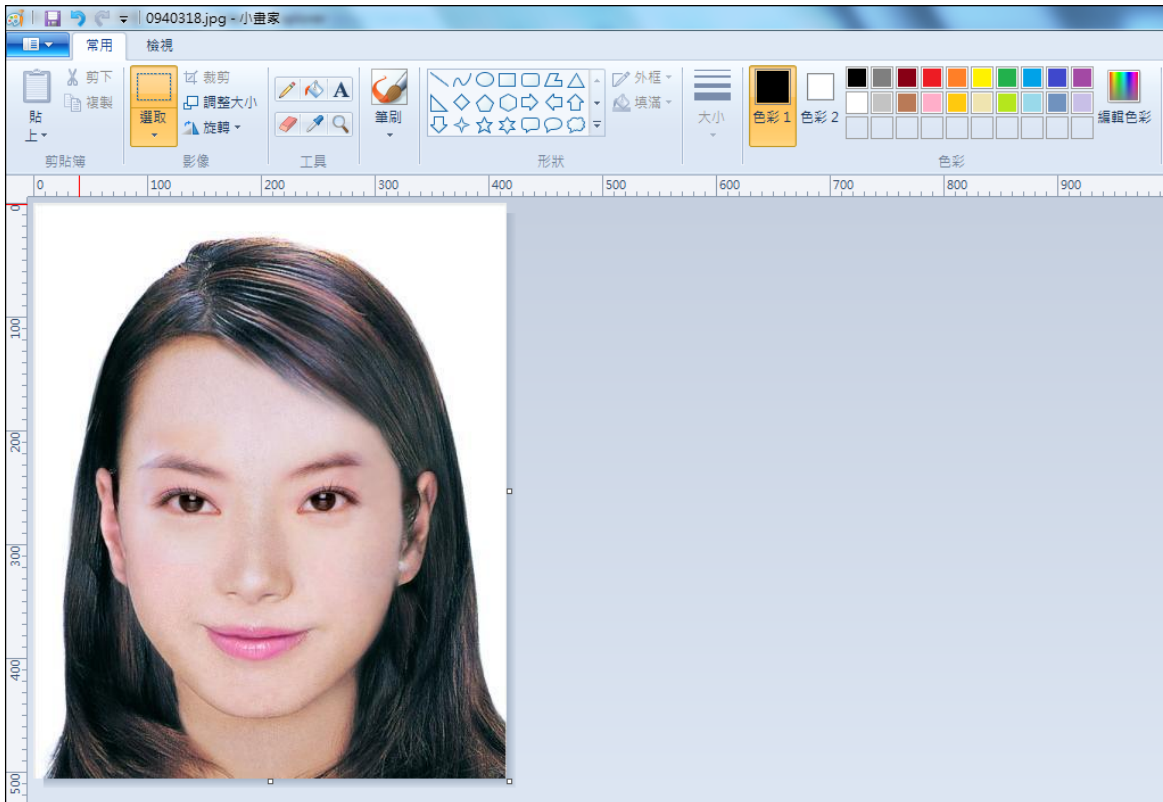 0940318.jpg - 小畫家
常用 檢視
貼上 剪下 複製
選取 裁剪 調整大小 旋轉
A
筆刷
外框 填滿
大小
色彩 1 色彩 2 編輯色彩
剪貼簿 影像 工具 形狀 色彩
0 100 200 300 400 500 600 700 800 900
0
100
200
300
400
500